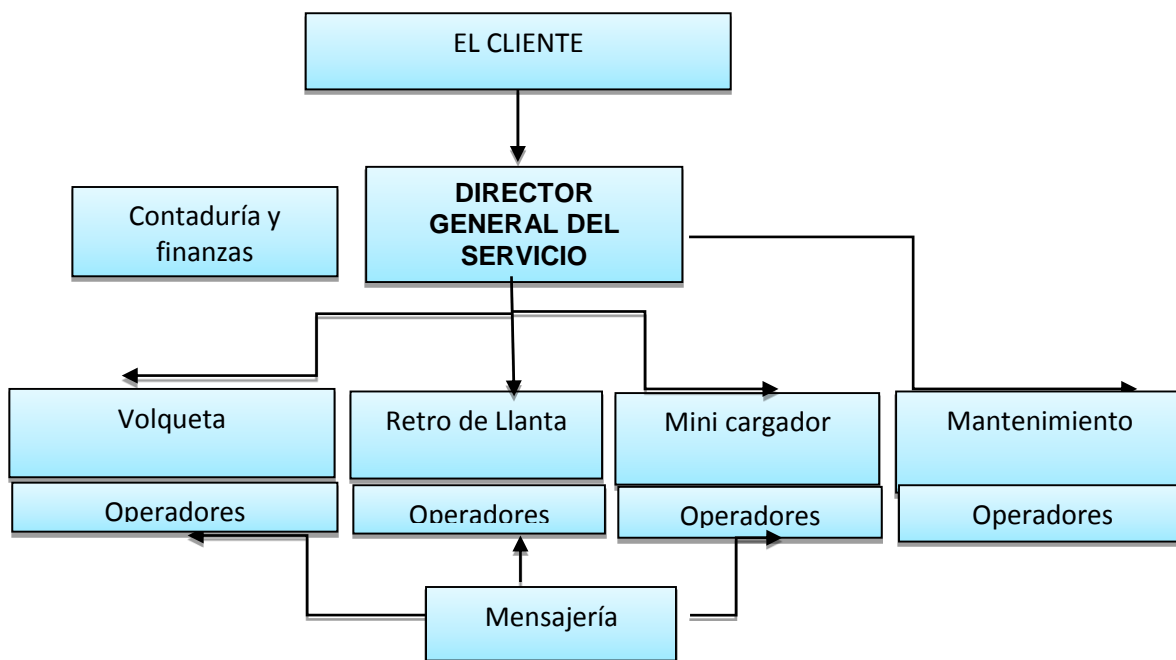 EL CLIENTE
DIRECTOR
GENERAL DEL
SERVICIO
Contaduría y
finanzas
Volqueta
Retro de Llanta
Mini cargador
Mantenimiento
Operadores
Operadores
Operadores
Operadores
Mensajería